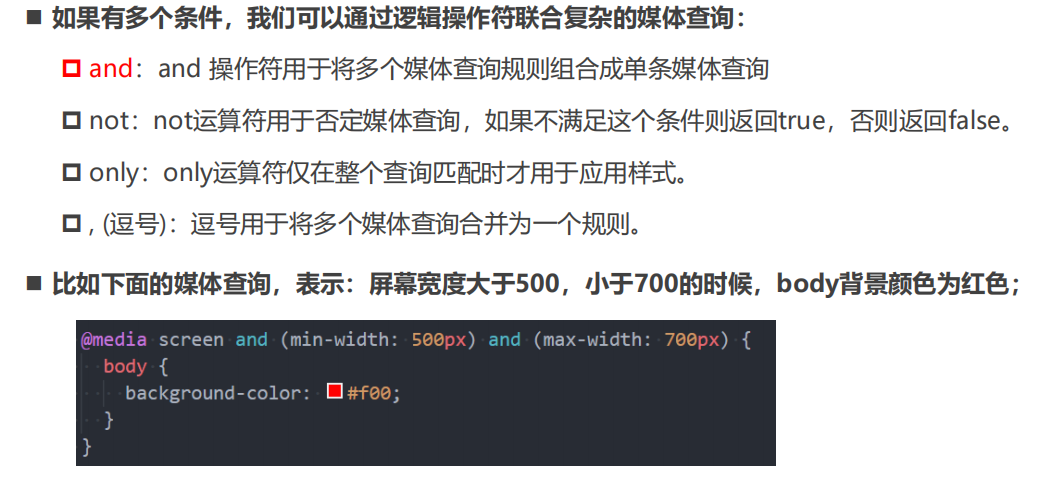 如果有多个条件，我们可以通过逻辑操作符联合复杂的媒体查询：
and：and 操作符用于将多个媒体查询规则组合成单条媒体查询
not：not运算符用于否定媒体查询，如果不满足这个条件则返回true，否则返回false。
only：only运算符仅在整个查询匹配时才用于应用样式。
, (逗号)：逗号用于将多个媒体查询合并为一个规则。
比如下面的媒体查询，表示：屏幕宽度大于500，小于700的时候，body背景颜色为红色；
@media screen and (min-width: 500px) and (max-width: 700px) {
  body {
    background-color: #f00;
  }
}